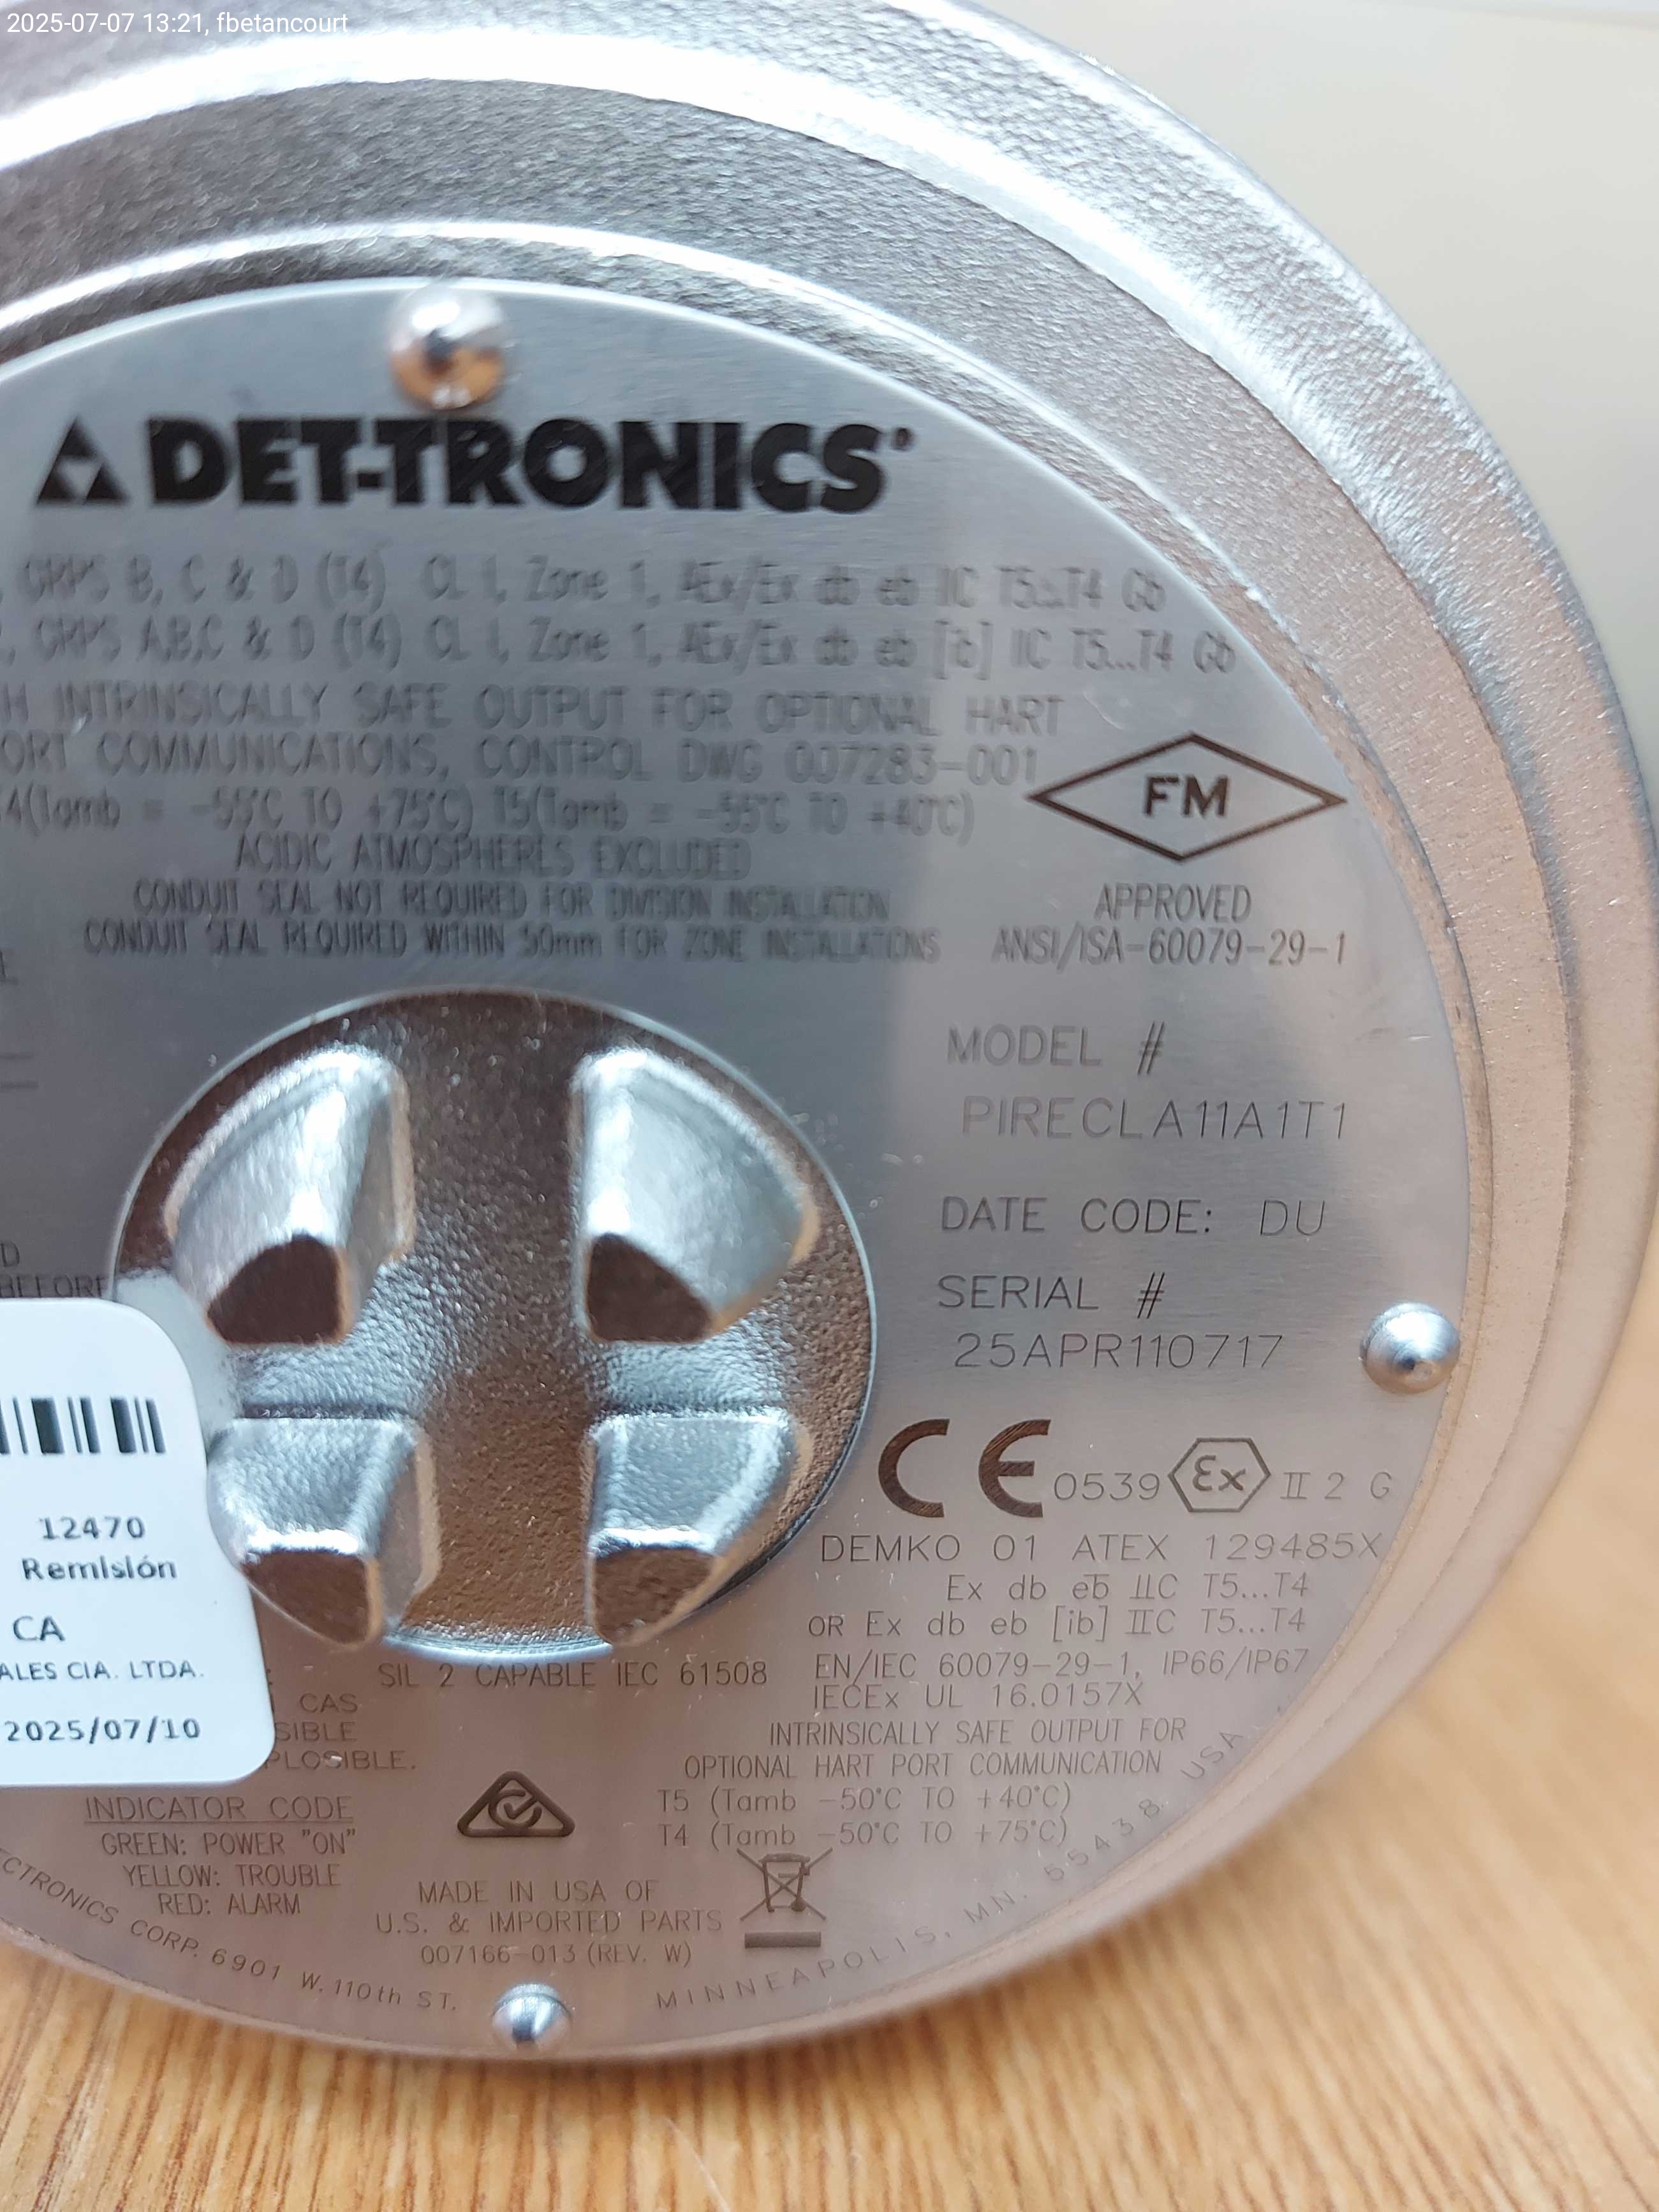 2025-07-07 13:21, fbetancourt
DET-TRONICS®
GRPS B, C & D (T4) CL I, Zone 1, AEx/Ex db eb IIC T5...T4 Gb
GRPS A,B,C & D (T4) CL I, Zone 1, AEx/Ex db eb [ib] IIC T5...T4 Gb
H INTRINSICALLY SAFE OUTPUT FOR OPTIONAL HART
ORT COMMUNICATIONS, CONTROL DWG 007283-001
4(Tamb = -55°C TO +75°C) T5(Tamb = -55°C TO +40°C)
ACIDIC ATMOSPHERES EXCLUDED
CONDUIT SEAL NOT REQUIRED FOR DIVISION INSTALLATION
CONDUIT SEAL REQUIRED WITHIN 50mm FOR ZONE INSTALLATIONS
FM
APPROVED
ANSI/ISA-60079-29-1
MODEL #
PIRECLA11A1T1
DATE CODE: DU
SERIAL #
25APR110717
D
BEFORE
CE 0539 Ex II 2 G
DEMKO 01 ATEX 129485X
Ex db eb IIC T5...T4
OR Ex db eb [ib] IIC T5...T4
EN/IEC 60079-29-1, IP66/IP67
IECEx UL 16.0157X
INTRINSICALLY SAFE OUTPUT FOR
OPTIONAL HART PORT COMMUNICATION
T5 (Tamb -50°C TO +40°C)
T4 (Tamb -50°C TO +75°C)
12470
Remisión
CA
ALES CIA. LTDA.
2025/07/10
SIL 2 CAPABLE IEC 61508
CAS
SIBLE
PLOSIBLE.
INDICATOR CODE
GREEN: POWER "ON"
YELLOW: TROUBLE
RED: ALARM
MADE IN USA OF
U.S. & IMPORTED PARTS
007166-013 (REV. W)
CTRONICS CORP. 6901 W. 110th ST. MINNEAPOLIS, MN. 55438 USA